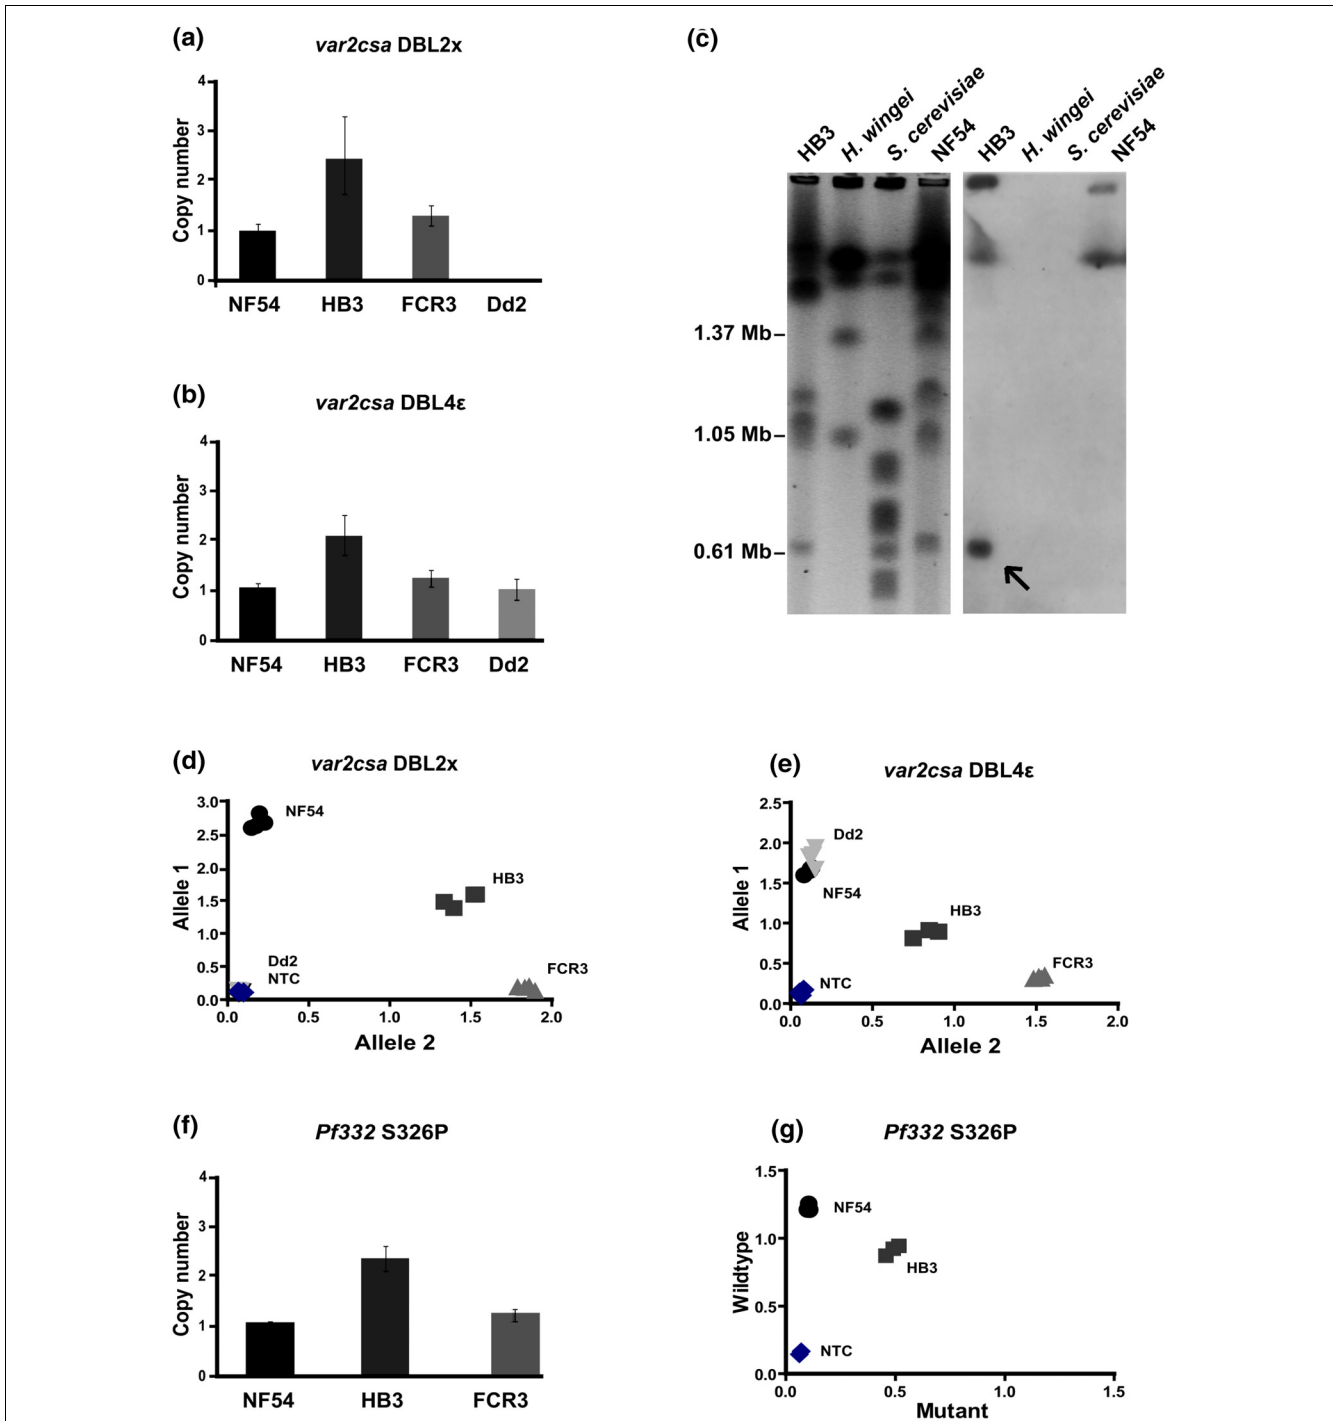 (a)
var2csa DBL2x
Copy number
4
3
2
1
0
NF54 HB3 FCR3 Dd2
(b)
var2csa DBL4ε
Copy number
4
3
2
1
0
NF54 HB3 FCR3 Dd2
(c)
HB3 H. wingei S. cerevisiae NF54 HB3 H. wingei S. cerevisiae NF54
1.37 Mb
1.05 Mb
0.61 Mb
(d)
var2csa DBL2x
Allele 1
3.0
2.5
2.0
1.5
1.0
0.5
0.0
NF54
HB3
Dd2
NTC
FCR3
0.0 0.5 1.0 1.5 2.0
Allele 2
(e)
var2csa DBL4ε
Allele 1
2.5
2.0
1.5
1.0
0.5
0.0
Dd2
NF54
HB3
FCR3
NTC
0.0 0.5 1.0 1.5 2.0
Allele 2
(f)
Pf332 S326P
Copy number
4
3
2
1
0
NF54 HB3 FCR3
(g)
Pf332 S326P
Wildtype
1.5
1.0
0.5
0.0
NF54
HB3
NTC
0.0 0.5 1.0 1.5
Mutant